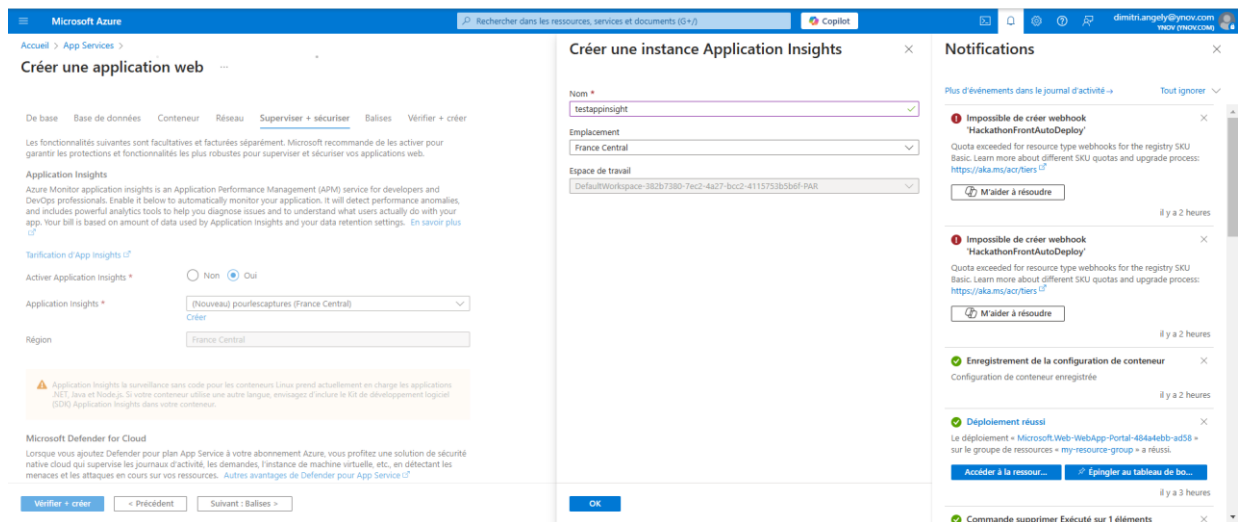 Microsoft Azure
Rechercher dans les ressources, services et documents (G+/)
Copilot
dimitri.angely@ynov.com
YNOV (YNOV.COM)
Accueil > App Services >
Créer une application web ...
De base Base de données Conteneur Réseau Superviser + sécuriser Balises Vérifier + créer
Les fonctionnalités suivantes sont facultatives et facturées séparément. Microsoft recommande de les activer pour
garantir les protections et fonctionnalités les plus robustes pour superviser et sécuriser vos applications web.
Application Insights
Azure Monitor application insights is an Application Performance Management (APM) service for developers and
DevOps professionals. Enable it below to automatically monitor your application. It will detect performance anomalies,
and includes powerful analytics tools to help you diagnose issues and to understand what users actually do with your
app. Your bill is based on amount of data used by Application Insights and your data retention settings. En savoir plus
Tarification d'App Insights
Activer Application Insights *
Non Oui
Application Insights *
(Nouveau) pourlescaptures (France Central)
Créer
Région
France Central
Application Insights la surveillance sans code pour les conteneurs Linux prend actuellement en charge les applications
.NET, Java et Node.js. Si votre conteneur utilise une autre langue, envisagez d'inclure le Kit de développement logiciel
(SDK) Application Insights dans votre conteneur.
Microsoft Defender for Cloud
Lorsque vous ajoutez Defender pour plan App Service à votre abonnement Azure, vous profitez une solution de sécurité
native cloud qui supervise les journaux d'activité, les demandes, l'instance de machine virtuelle, etc., en détectant les
menaces et les attaques en cours sur vos ressources. Autres avantages de Defender pour App Service
Vérifier + créer
< Précédent
Suivant : Balises >
Créer une instance Application Insights
Nom *
testappinsight
Emplacement
France Central
Espace de travail
DefaultWorkspace-382b7380-7ec2-4a27-bcc2-4115753b5b6f-PAR
OK
Notifications
Plus d'événements dans le journal d'activité →
Tout ignorer
Impossible de créer webhook
'HackathonFrontAutoDeploy'
Quota exceeded for resource type webhooks for the registry SKU
Basic. Learn more about different SKU quotas and upgrade process:
https://aka.ms/acr/tiers
M'aider à résoudre
il y a 2 heures
Impossible de créer webhook
'HackathonFrontAutoDeploy'
Quota exceeded for resource type webhooks for the registry SKU
Basic. Learn more about different SKU quotas and upgrade process:
https://aka.ms/acr/tiers
M'aider à résoudre
il y a 2 heures
Enregistrement de la configuration de conteneur
Configuration de conteneur enregistrée
il y a 2 heures
Déploiement réussi
Le déploiement « Microsoft.Web-WebApp-Portal-464a4ebb-ad58 »
sur le groupe de ressources « my-resource-group » a réussi.
Accéder à la ressour...
Épingler au tableau de bo...
il y a 3 heures
Commande supprimer Exécuté sur 1 éléments